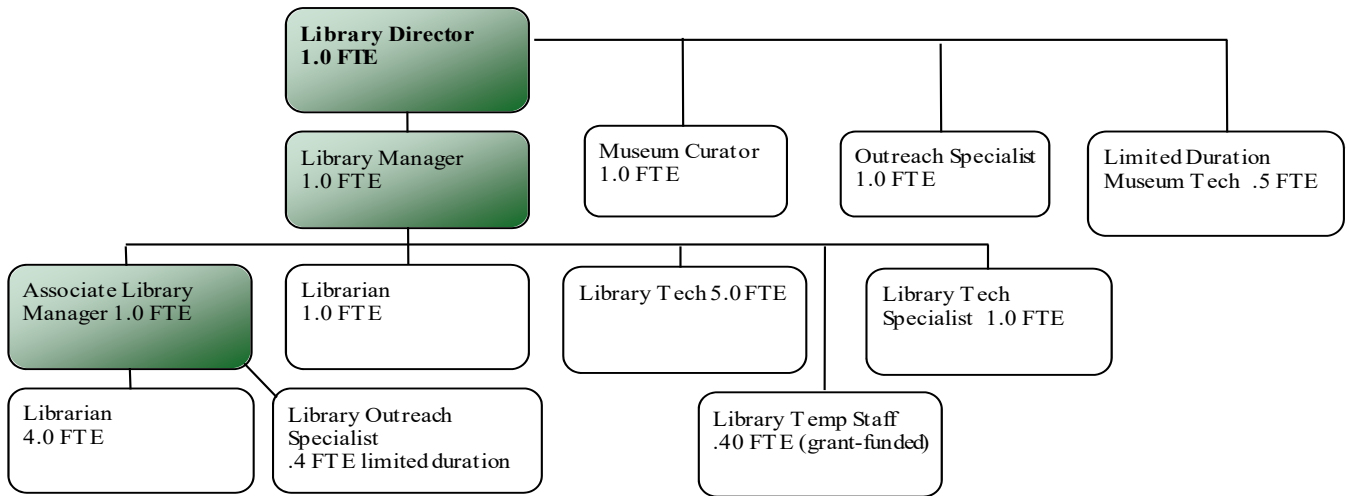 Library Director
1.0 FTE
Library Manager
1.0 FTE
Museum Curator
1.0 FTE
Outreach Specialist
1.0 FTE
Limited Duration
Museum Tech .5 FTE
Associate Library
Manager 1.0 FTE
Librarian
1.0 FTE
Library Tech 5.0 FTE
Library Tech
Specialist 1.0 FTE
Librarian
4.0 FTE
Library Outreach
Specialist
.4 FTE limited duration
Library Temp Staff
.40 FTE (grant-funded)